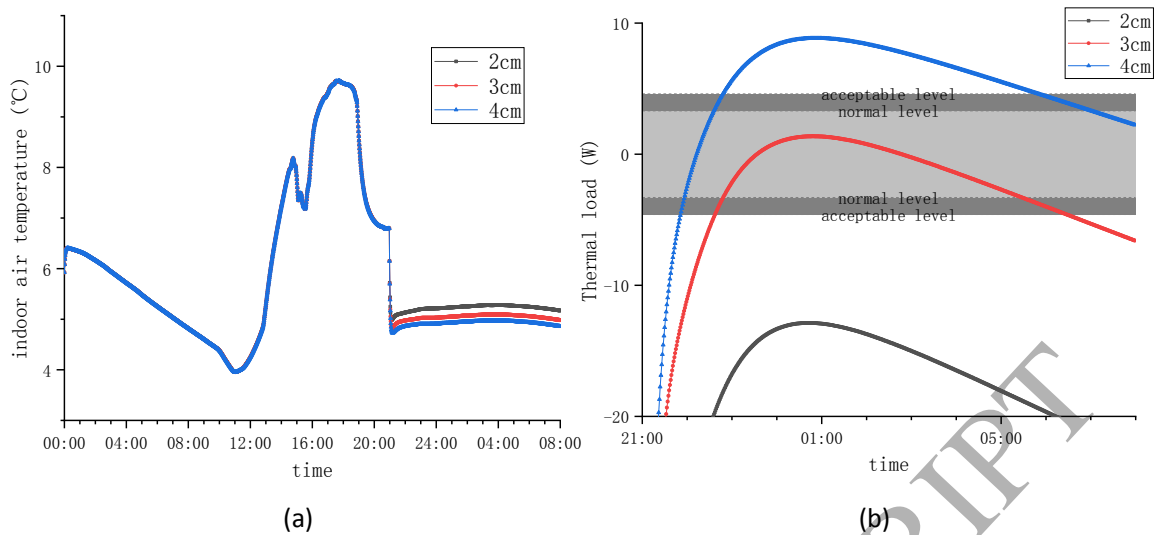 indoor air temperature (℃)
10
8
6
4
2cm
3cm
4cm
00:00 04:00 08:00 12:00 16:00 20:00 24:00 04:00 08:00
time
(a)
Thermal load (W)
10
0
-10
-20
2cm
3cm
4cm
acceptable level
normal level
normal level
acceptable level
21:00 01:00 05:00
time
(b)
RIPT